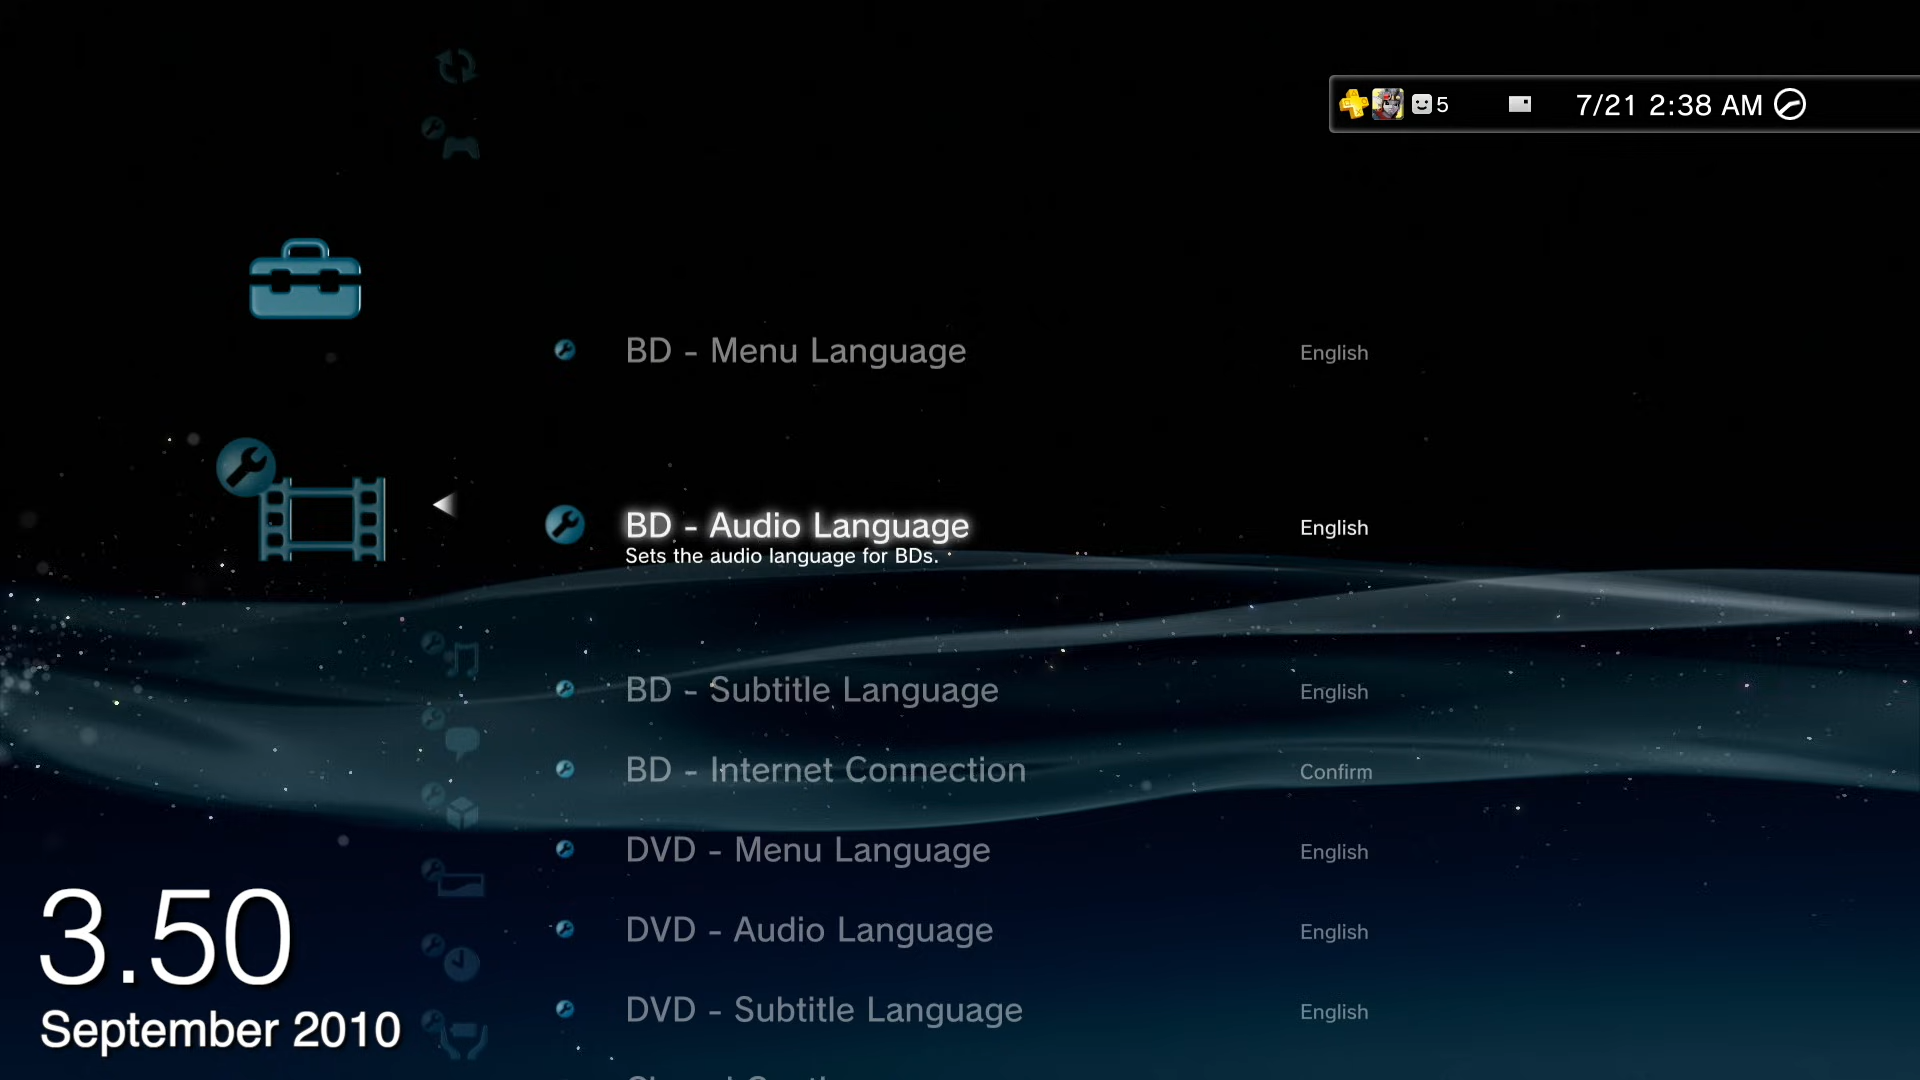 5
7/21 2:38 AM
BD - Menu Language English
BD - Audio Language English
Sets the audio language for BDs.
BD - Subtitle Language English
BD - Internet Connection Confirm
DVD - Menu Language English
DVD - Audio Language English
DVD - Subtitle Language English
3.50
September 2010